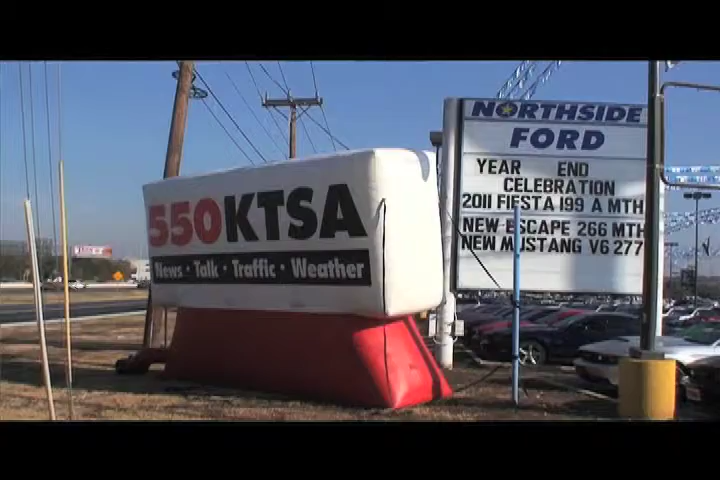 550KTSA
News · Talk · Traffic · Weather
NORTHSIDE
FORD
YEAR END
CELEBRATION
2011 FIESTA 199 A MTH
NEW ESCAPE 266 MTH
NEW MUSTANG V6 277